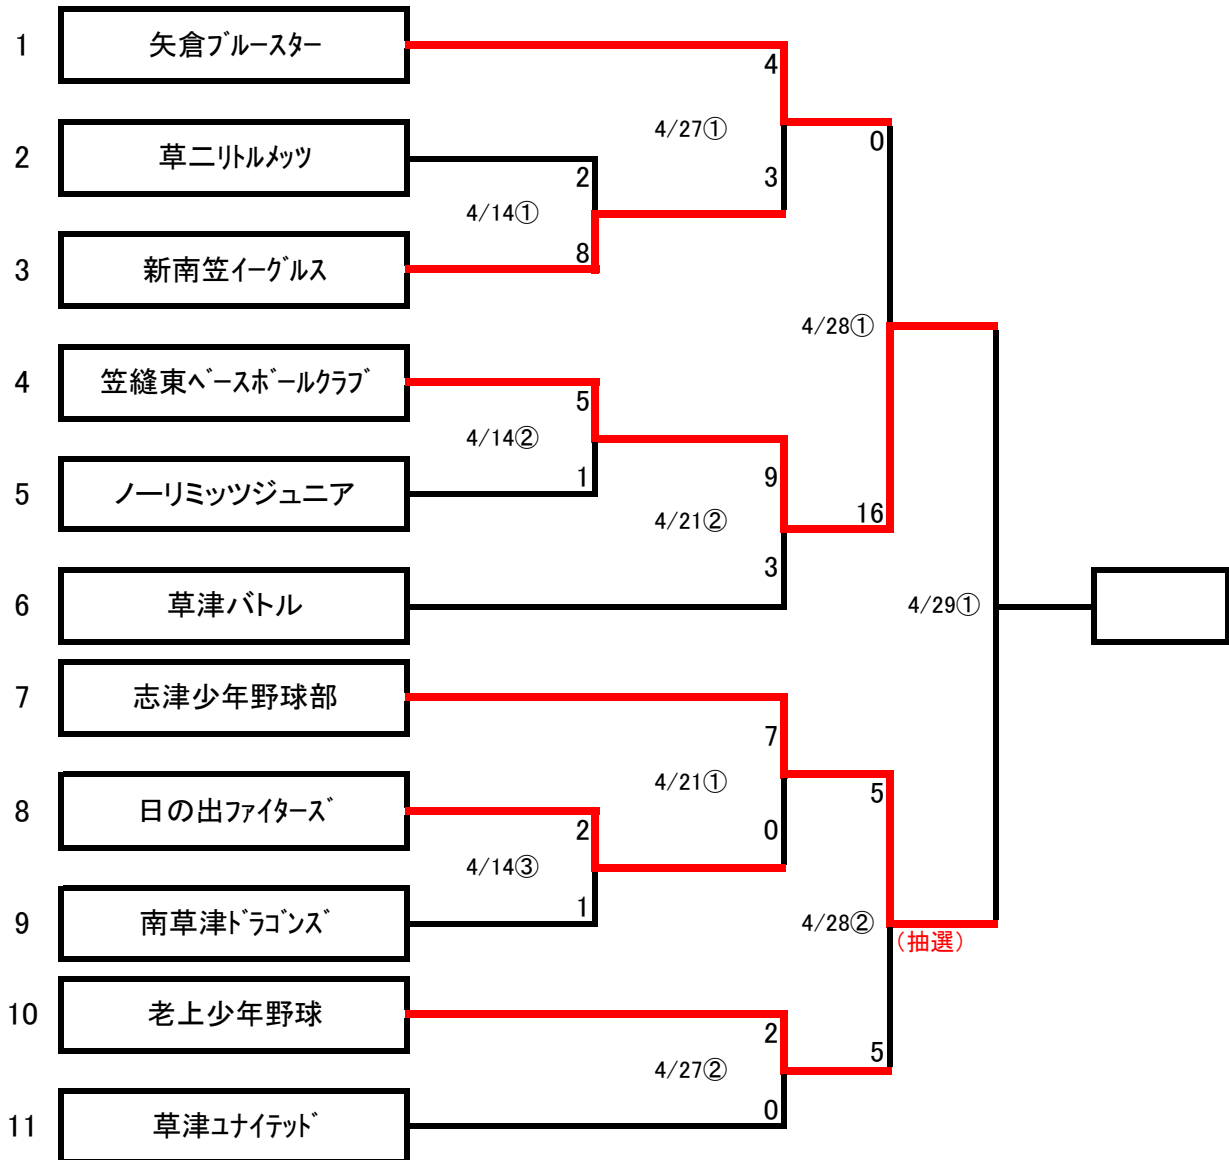 1 矢倉ﾌﾞﾙｰｽﾀｰ
4
4/27①
0
2 草二ﾘﾄﾙﾒｯﾂ
2
3
4/14①
8
3 新南笠ｲｰｸﾞﾙｽ
4/28①
4 笠縫東ﾍﾞｰｽﾎﾞｰﾙｸﾗﾌﾞ
5
4/14②
1
9
5 ノーリミッツジュニア
4/21②
16
3
6 草津バトル
4/29①
7 志津少年野球部
7
4/21①
5
8 日の出ﾌｧｲﾀｰｽﾞ
2
0
4/14③
1
9 南草津ﾄﾞﾗｺﾞﾝｽﾞ
4/28②
(抽選)
10 老上少年野球
2
5
4/27②
0
11 草津ﾕﾅｲﾃｯﾄﾞ